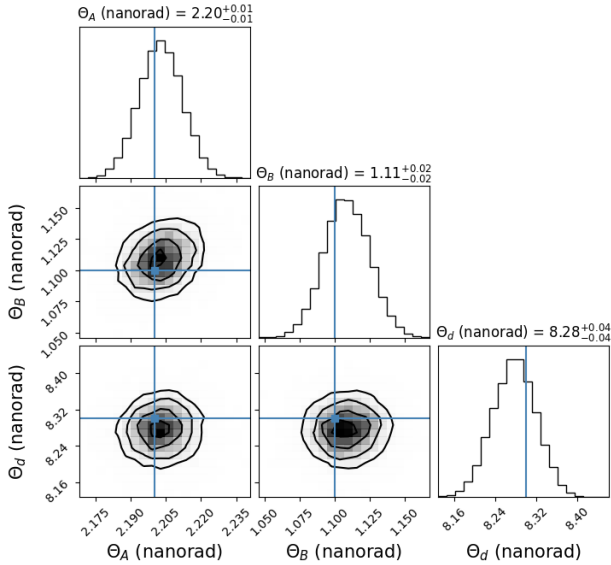 Θ_A (nanorad) = 2.20^{+0.01}_{-0.01}
Θ_B (nanorad) = 1.11^{+0.02}_{-0.02}
Θ_d (nanorad) = 8.28^{+0.04}_{-0.04}
Θ_B (nanorad)
1.150
1.125
1.100
1.075
1.050
Θ_d (nanorad)
8.40
8.32
8.24
8.16
2.175 2.190 2.205 2.220 2.235
Θ_A (nanorad)
1.050 1.075 1.100 1.125 1.150
Θ_B (nanorad)
8.16 8.24 8.32 8.40
Θ_d (nanorad)